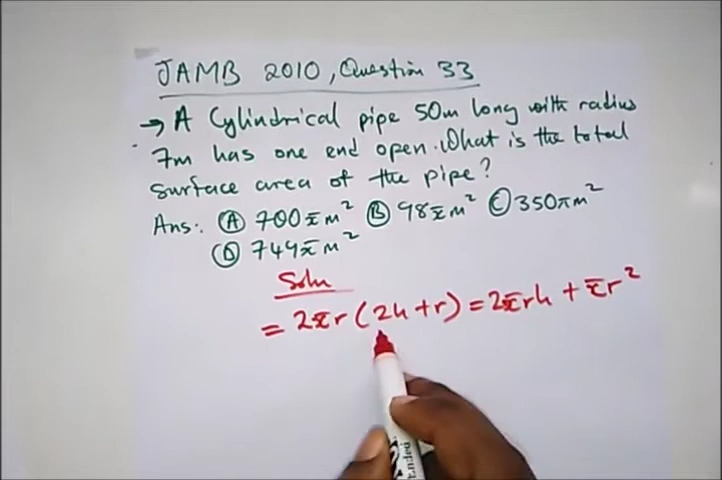 JAMB 2010, Question 33
→ A Cylindrical pipe 50m long with radius
7m has one end open. What is the total
surface area of the pipe?
Ans:. (A) 700πm² (B) 98πm² (C) 350πm²
(D) 749πm²
Soln
= 2πr(2h+r) = 2πrh + πr²
ended